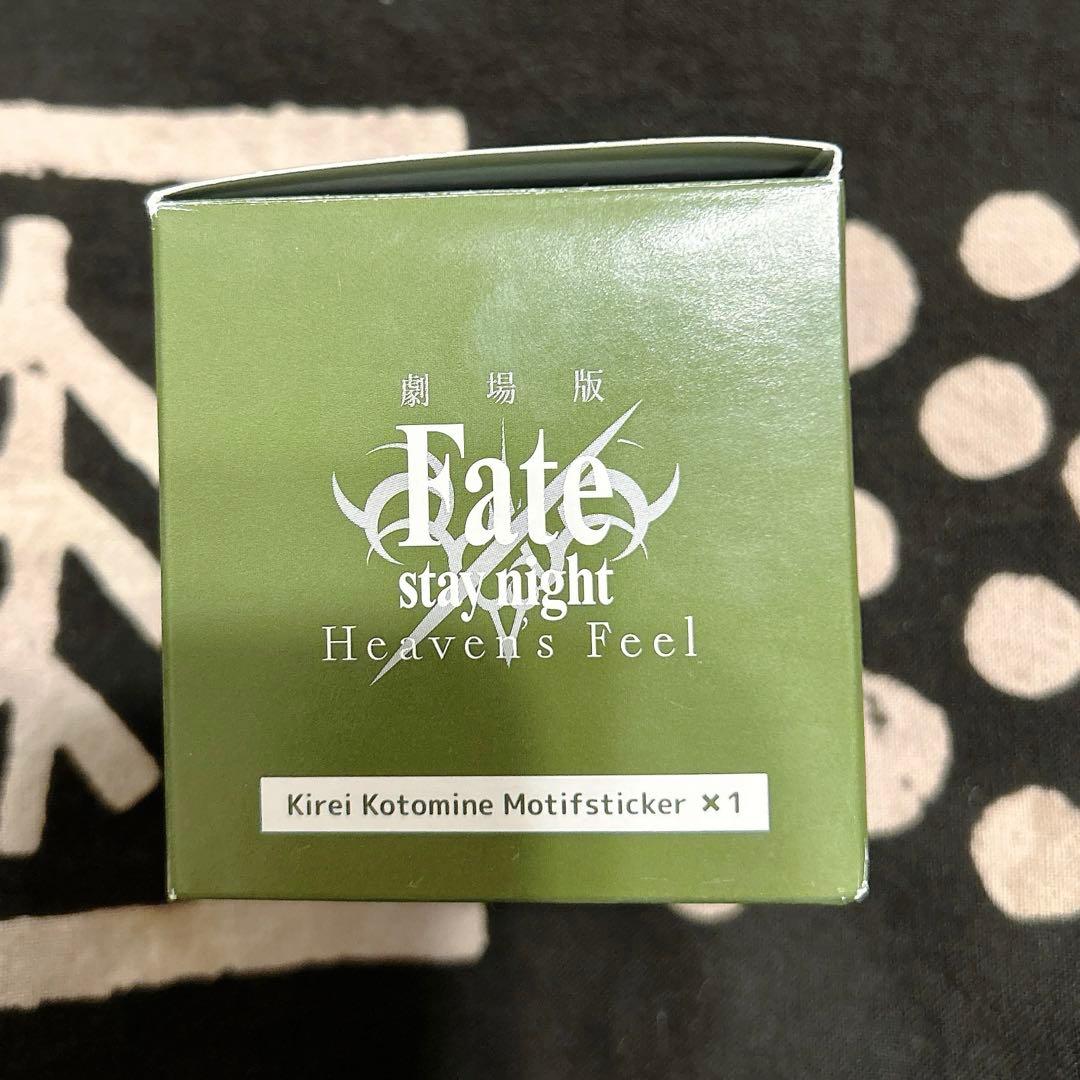 劇場版
Fate
stay night
Heaven's Feel
Kirei Kotomine Motifsticker ×1